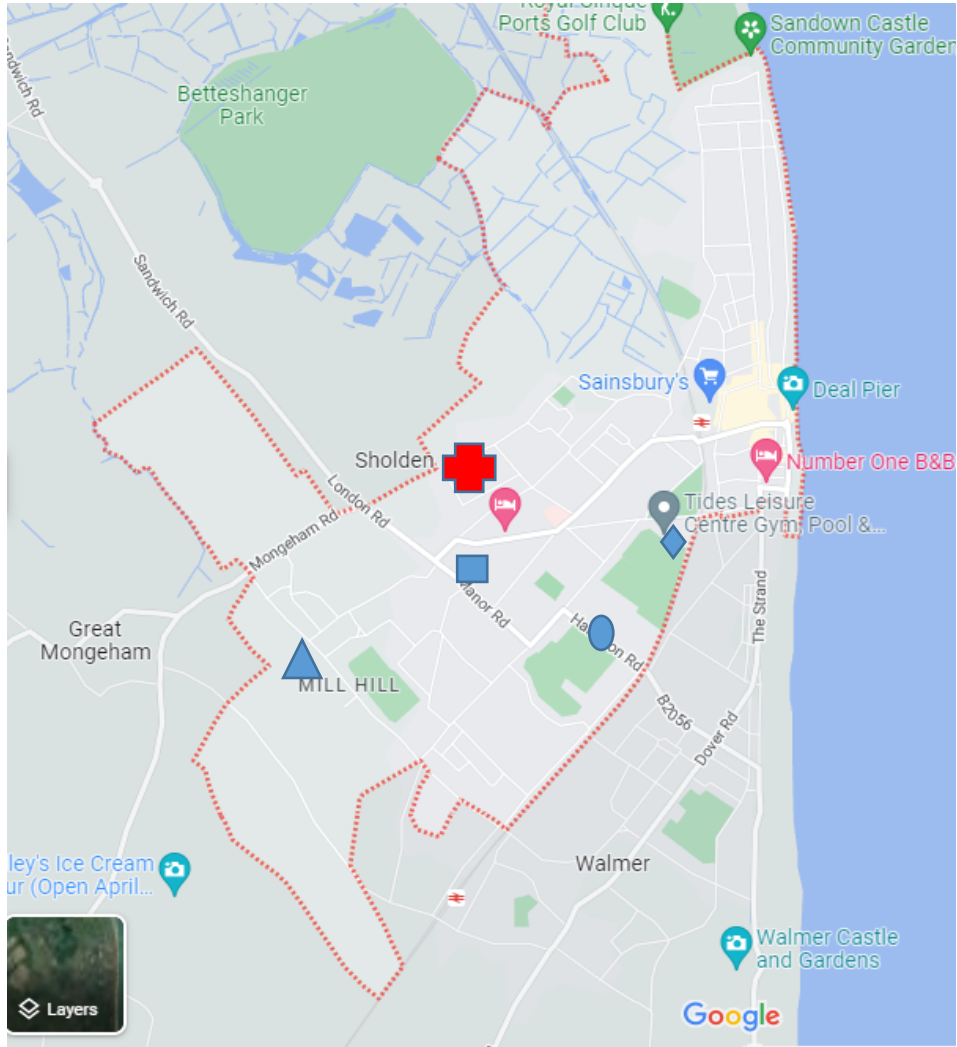 Ports Golf Club
Sandown Castle
Community Garden
Betteshanger
Park
Sandwich Rd
Sandwich Rd
Sainsbury's
Deal Pier
Sholden
Number One B&B
London Rd
Tides Leisure
Centre Gym, Pool &...
Mongeham Rd
Manor Rd
The Strand
Great
Mongeham
Rd
MILL HILL
B2056
Dover Rd
Walmer
ley's Ice Cream
ur (Open April...
Walmer Castle
and Gardens
Layers
Google